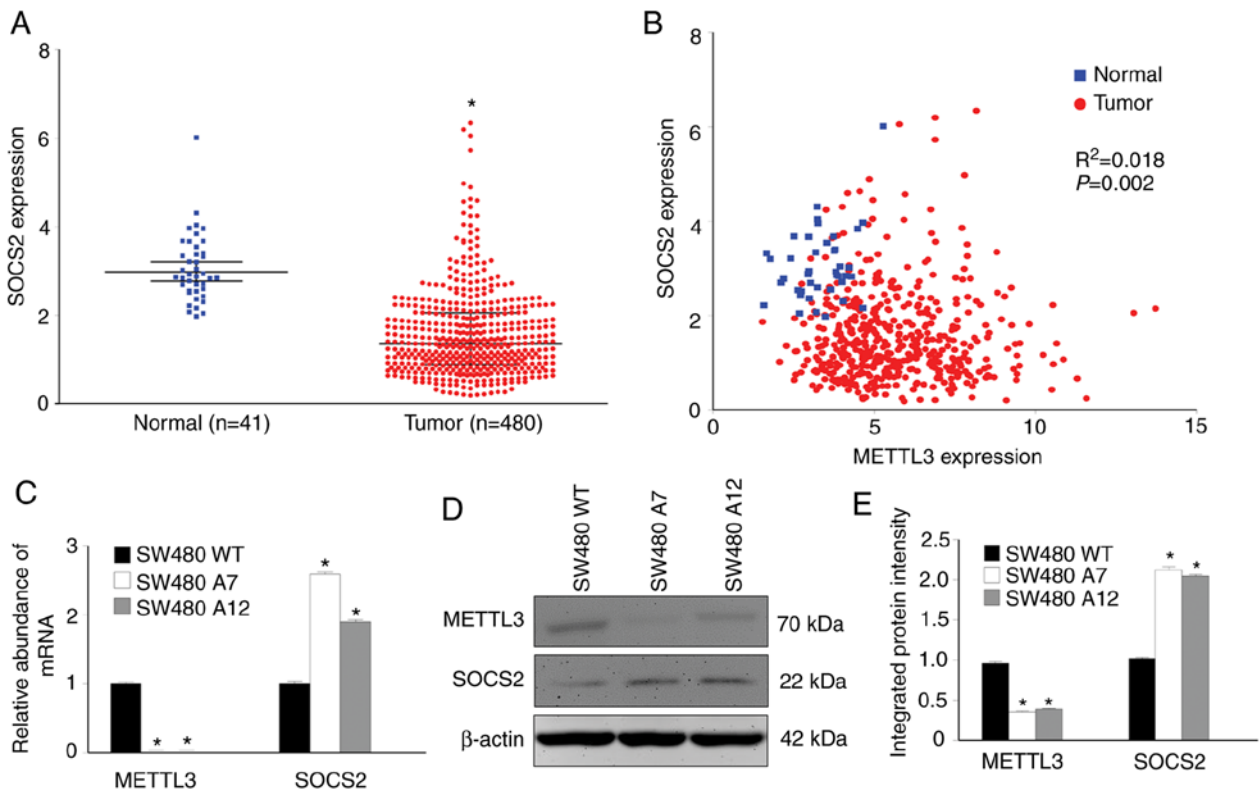 A
SOCS2 expression
8
6
4
2
0
*
Normal (n=41)
Tumor (n=480)
B
SOCS2 expression
8
6
4
2
0
0
5
10
15
METTL3 expression
Normal
Tumor
R²=0.018
P=0.002
C
Relative abundance of
mRNA
3
2
1
0
SW480 WT
SW480 A7
SW480 A12
* *
* *
METTL3
SOCS2
D
SW480 WT
SW480 A7
SW480 A12
METTL3
70 kDa
SOCS2
22 kDa
β-actin
42 kDa
E
Integrated protein intensity
2.5
2.0
1.0
0.5
0
SW480 WT
SW480 A7
SW480 A12
* *
* *
METTL3
SOCS2